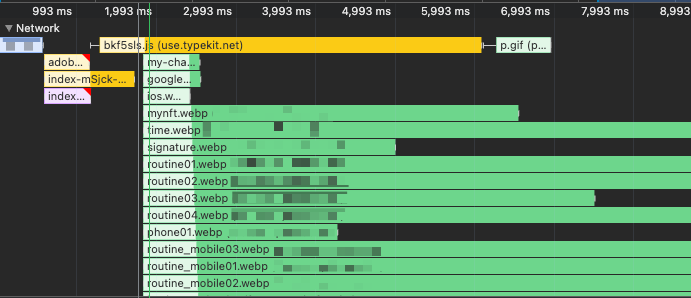 993 ms 1,993 ms 2,993 ms 3,993 ms 4,993 ms 5,993 ms 6,993 ms 7,993 ms 8,993
▼ Network
bkf5sls.js (use.typekit.net) p.gif (p…
adob… my-cha…
index-mSjck-… google…
index… ios.w…
mynft.webp
time.webp
signature.webp
routine01.webp
routine02.webp
routine03.webp
routine04.webp
phone01.webp
routine_mobile03.webp
routine_mobile01.webp
routine_mobile02.webp